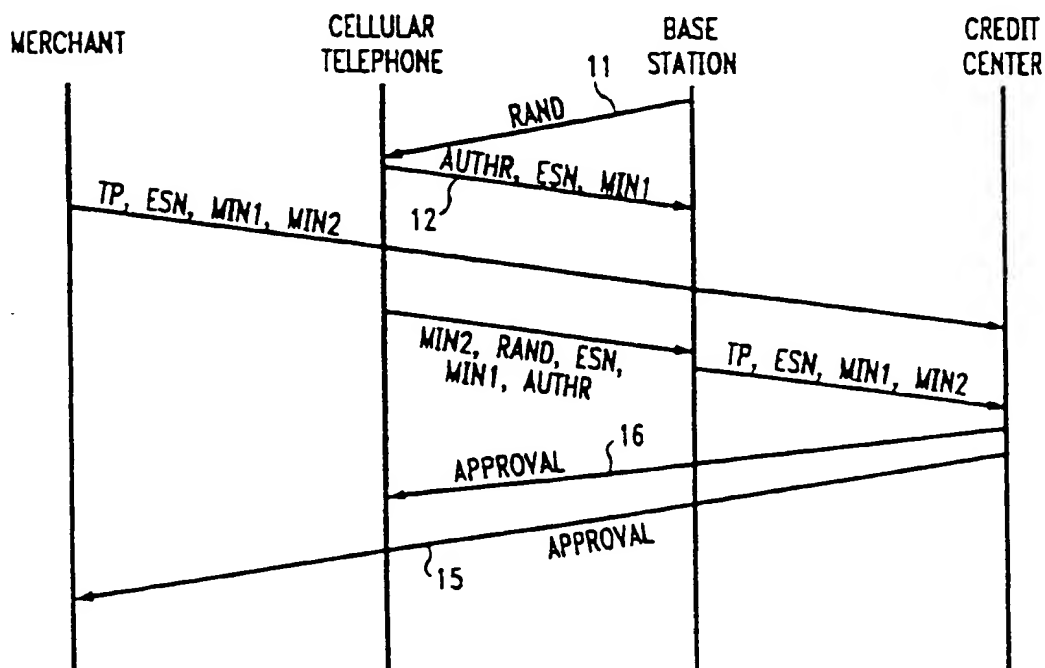 MERCHANT
CELLULAR
TELEPHONE
BASE
STATION
CREDIT
CENTER
11
RAND
AUTHR, ESN, MIN1
12
TP, ESN, MIN1, MIN2
MIN2, RAND, ESN,
MIN1, AUTHR
TP, ESN, MIN1, MIN2
16
APPROVAL
APPROVAL
15